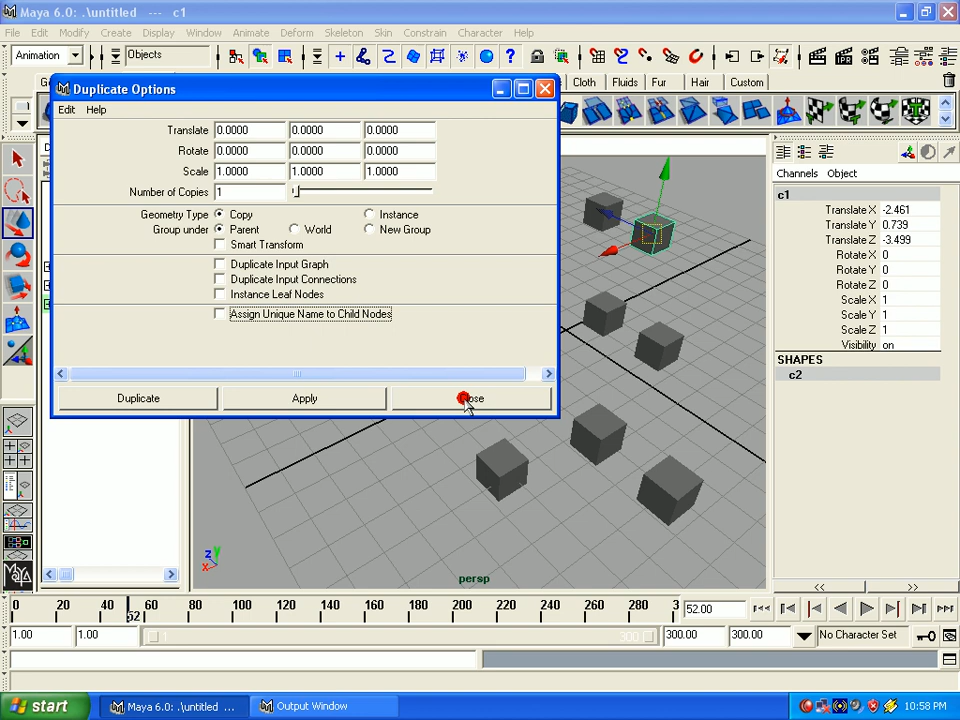 Maya 6.0: .\untitled --- c1
File Edit Modify Create Display Window Animate Deform Skeleton Skin Constrain Character Help
Animation Objects
Cloth Fluids Fur Hair Custom
Duplicate Options
Edit Help
Translate 0.0000 0.0000 0.0000
Rotate 0.0000 0.0000 0.0000
Scale 1.0000 1.0000 1.0000
Number of Copies 1
Geometry Type Copy Instance
Group under Parent World New Group
Smart Transform
Duplicate Input Graph
Duplicate Input Connections
Instance Leaf Nodes
Assign Unique Name to Child Nodes
Duplicate Apply Close
Channels Object
c1
Translate X -2.461
Translate Y 0.739
Translate Z -3.499
Rotate X 0
Rotate Y 0
Rotate Z 0
Scale X 1
Scale Y 1
Scale Z 1
Visibility on
SHAPES
c2
z y x
persp
<< >>
0 20 40 60 80 100 120 140 160 180 200 220 240 260 280 3
52
52.00
1.00 1.00 1 300 300.00 300.00 No Character Set
start Maya 6.0: .\untitled ... Output Window 10:58 PM